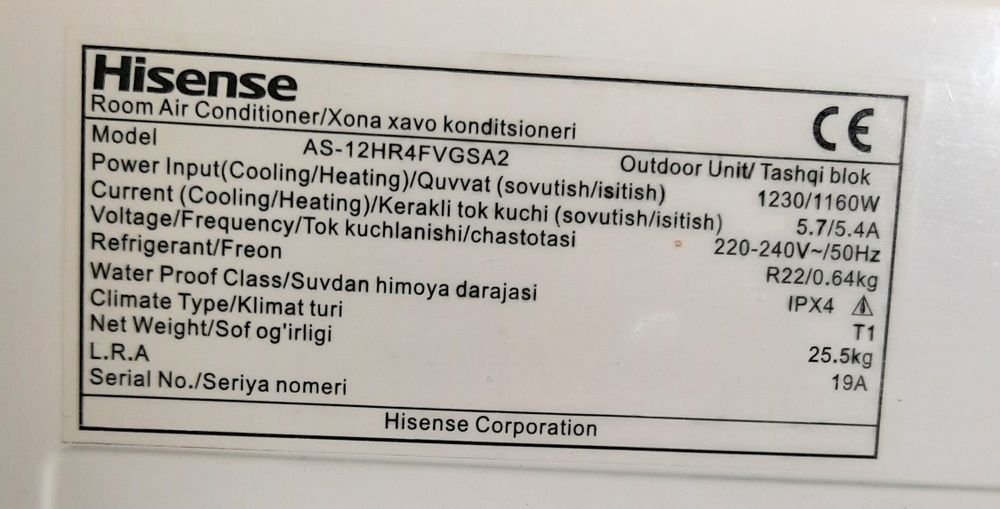 Hisense
CE
Room Air Conditioner/Xona xavo konditsioneri
Model AS-12HR4FVGSA2 Outdoor Unit/ Tashqi blok
Power Input(Cooling/Heating)/Quvvat (sovutish/isitish) 1230/1160W
Current (Cooling/Heating)/Kerakli tok kuchi (sovutish/isitish) 5.7/5.4A
Voltage/Frequency/Tok kuchlanishi/chastotasi 220-240V~/50Hz
Refrigerant/Freon R22/0.64kg
Water Proof Class/Suvdan himoya darajasi IPX4
Climate Type/Klimat turi T1
Net Weight/Sof og'irligi 25.5kg
L.R.A 19A
Serial No./Seriya nomeri
Hisense Corporation